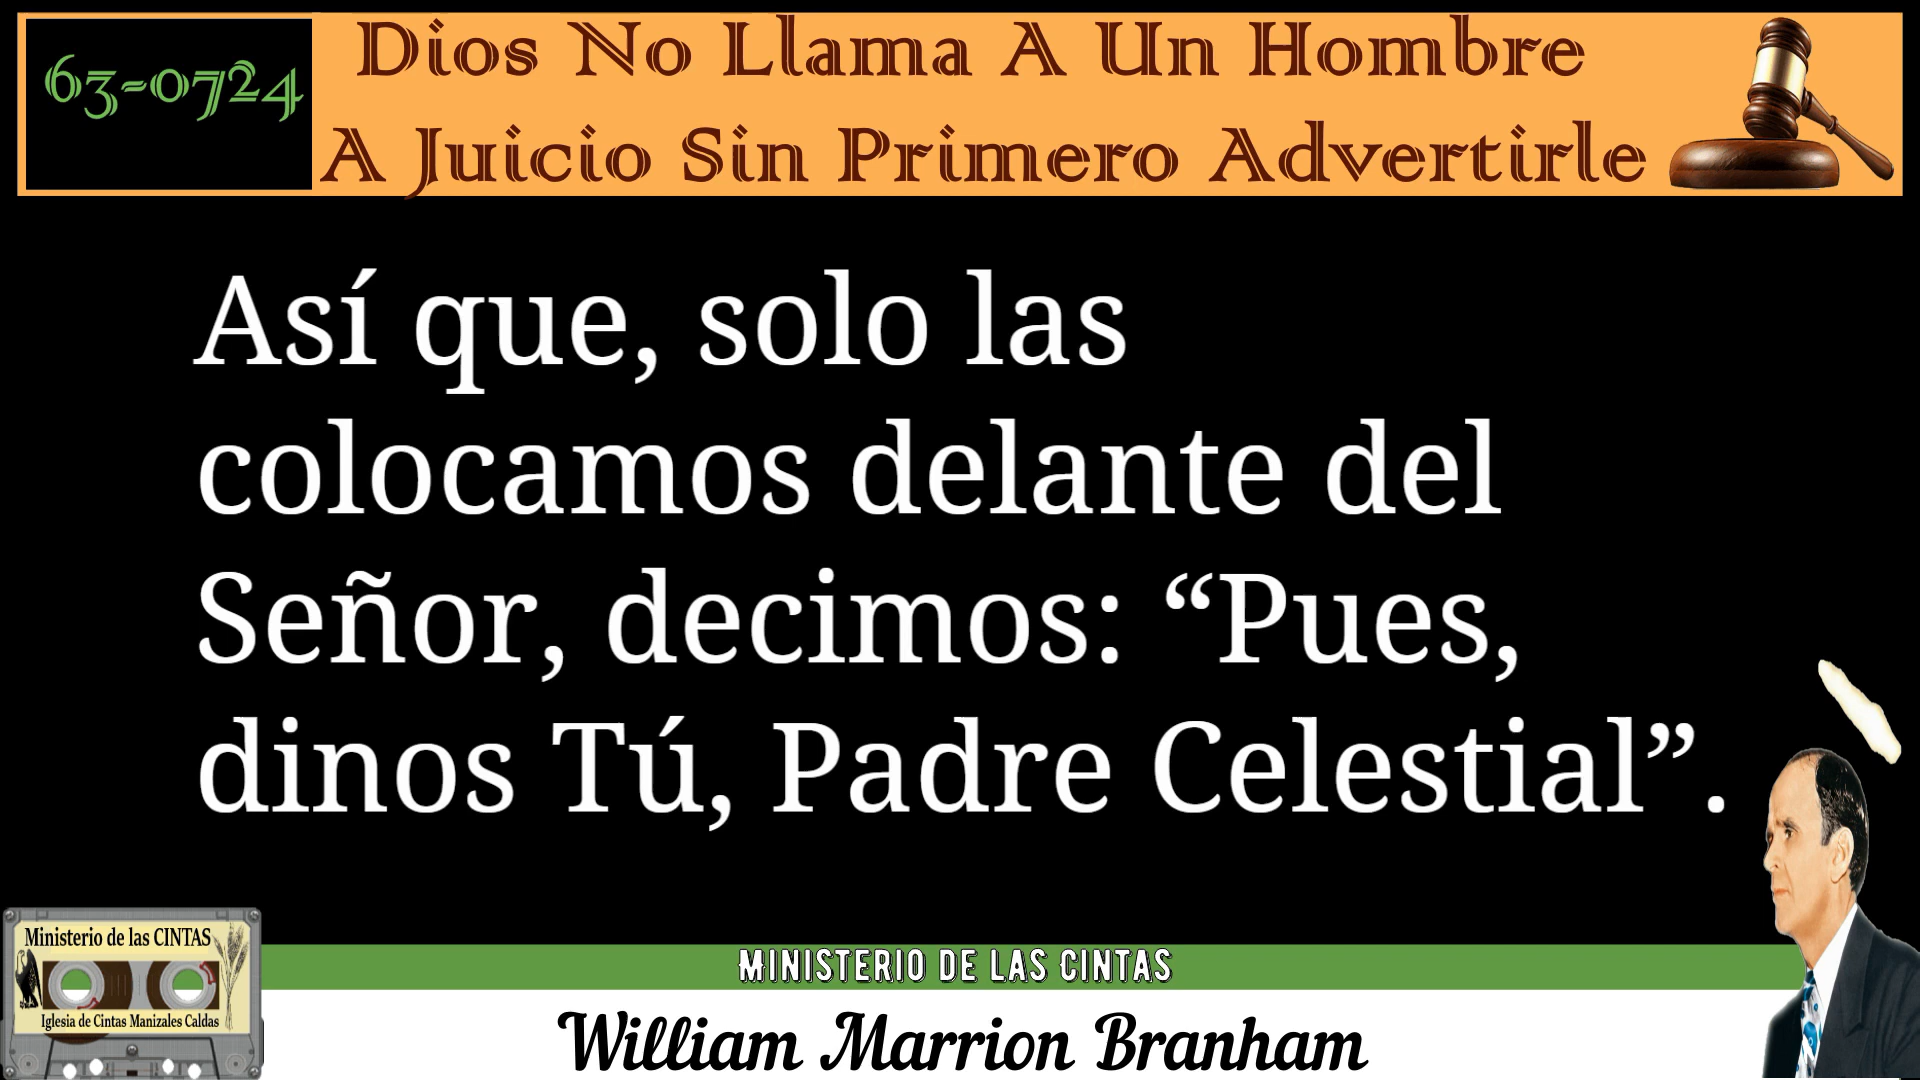 63-0724
Dios No Llama A Un Hombre
A Juicio Sin Primero Advertirle
Así que, solo las
colocamos delante del
Señor, decimos: “Pues,
dinos Tú, Padre Celestial”.
Ministerio de las CINTAS
Iglesia de Cintas Manizales Caldas
MINISTERIO DE LAS CINTAS
William Marrion Branham